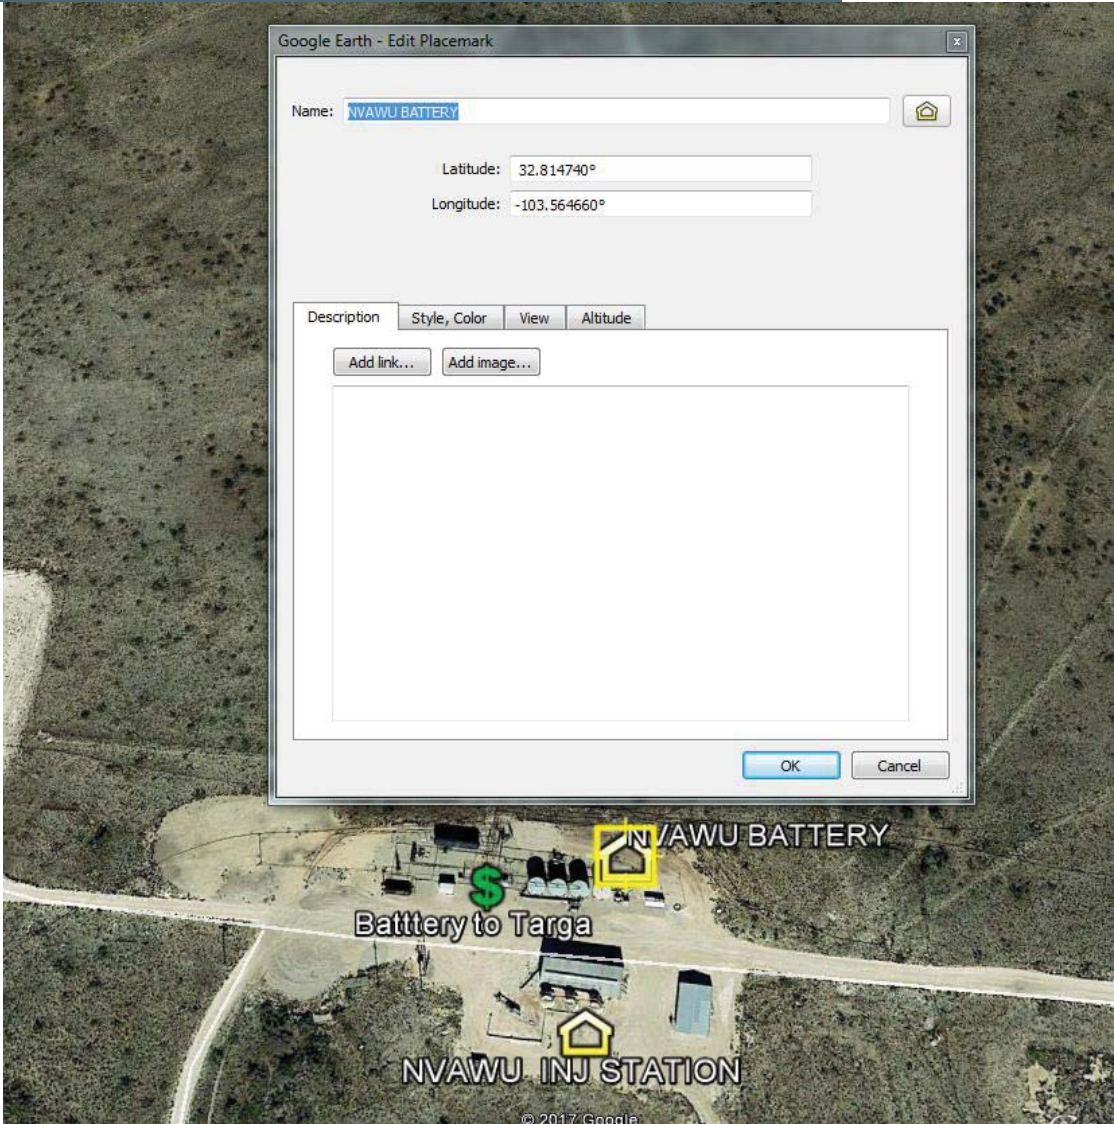 Google Earth - Edit Placemark
Name: NVAWU BATTERY
Latitude: 32.814740°
Longitude: -103.564660°
Description Style, Color View Altitude
Add link... Add image...
OK Cancel
NVAWU BATTERY
$
Batttery to Targa
NVAWU INJ STATION
© 2017 Google